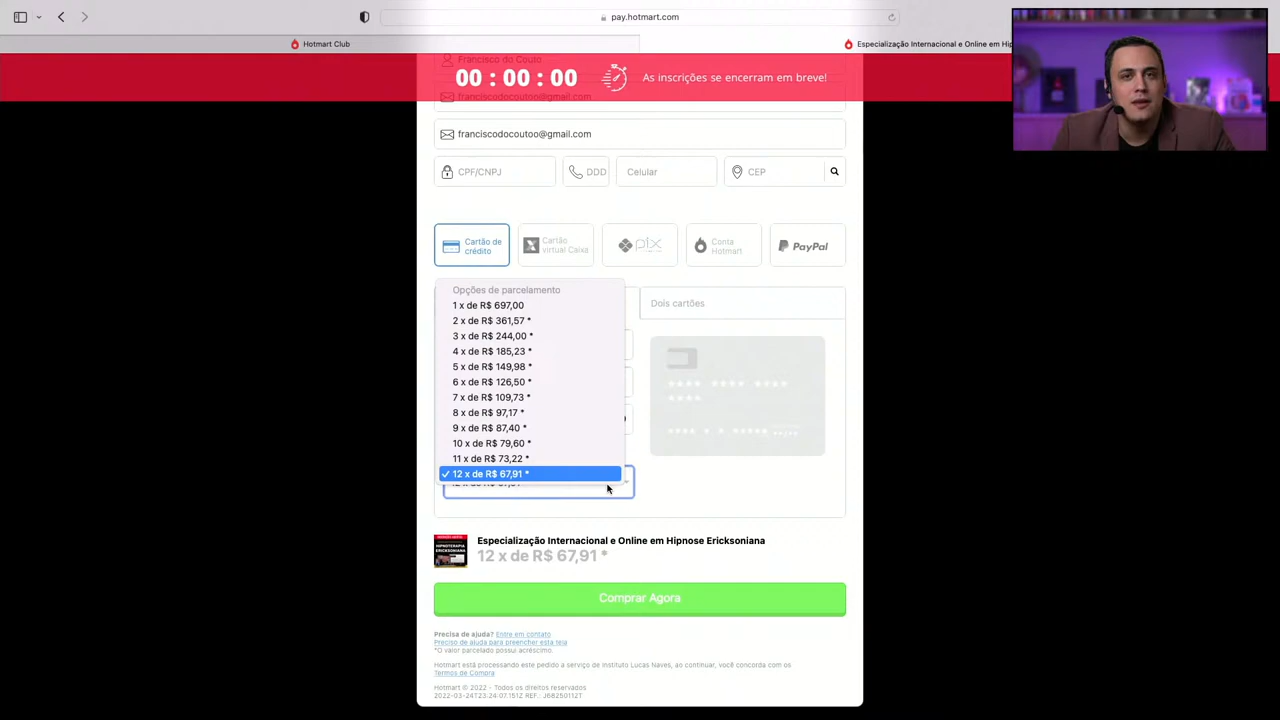 pay.hotmart.com
Hotmart Club
Especialização Internacional e Online em Hip
Francisco do Couto
00 : 00 : 00
As inscrições se encerram em breve!
franciscodocoutoo@gmail.com
franciscodocoutoo@gmail.com
CPF/CNPJ
DDD
Celular
CEP
Cartão de
crédito
Cartão
virtual Caixa
pix
Conta
Hotmart
PayPal
Opções de parcelamento
1 x de R$ 697,00
2 x de R$ 361,57 *
3 x de R$ 244,00 *
4 x de R$ 185,23 *
5 x de R$ 149,98 *
6 x de R$ 126,50 *
7 x de R$ 109,73 *
8 x de R$ 97,17 *
9 x de R$ 87,40 *
10 x de R$ 79,60 *
11 x de R$ 73,22 *
12 x de R$ 67,91 *
Dois cartões
Especialização Internacional e Online em Hipnose Ericksoniana
12 x de R$ 67,91 *
Comprar Agora
Precisa de ajuda? Entre em contato
Preciso de ajuda para preencher esta tela
*O valor parcelado possui acréscimo.
Hotmart está processando este pedido a serviço de Instituto Lucas Naves, ao continuar, você concorda com os
Termos de Compra
Hotmart © 2022 - Todos os direitos reservados